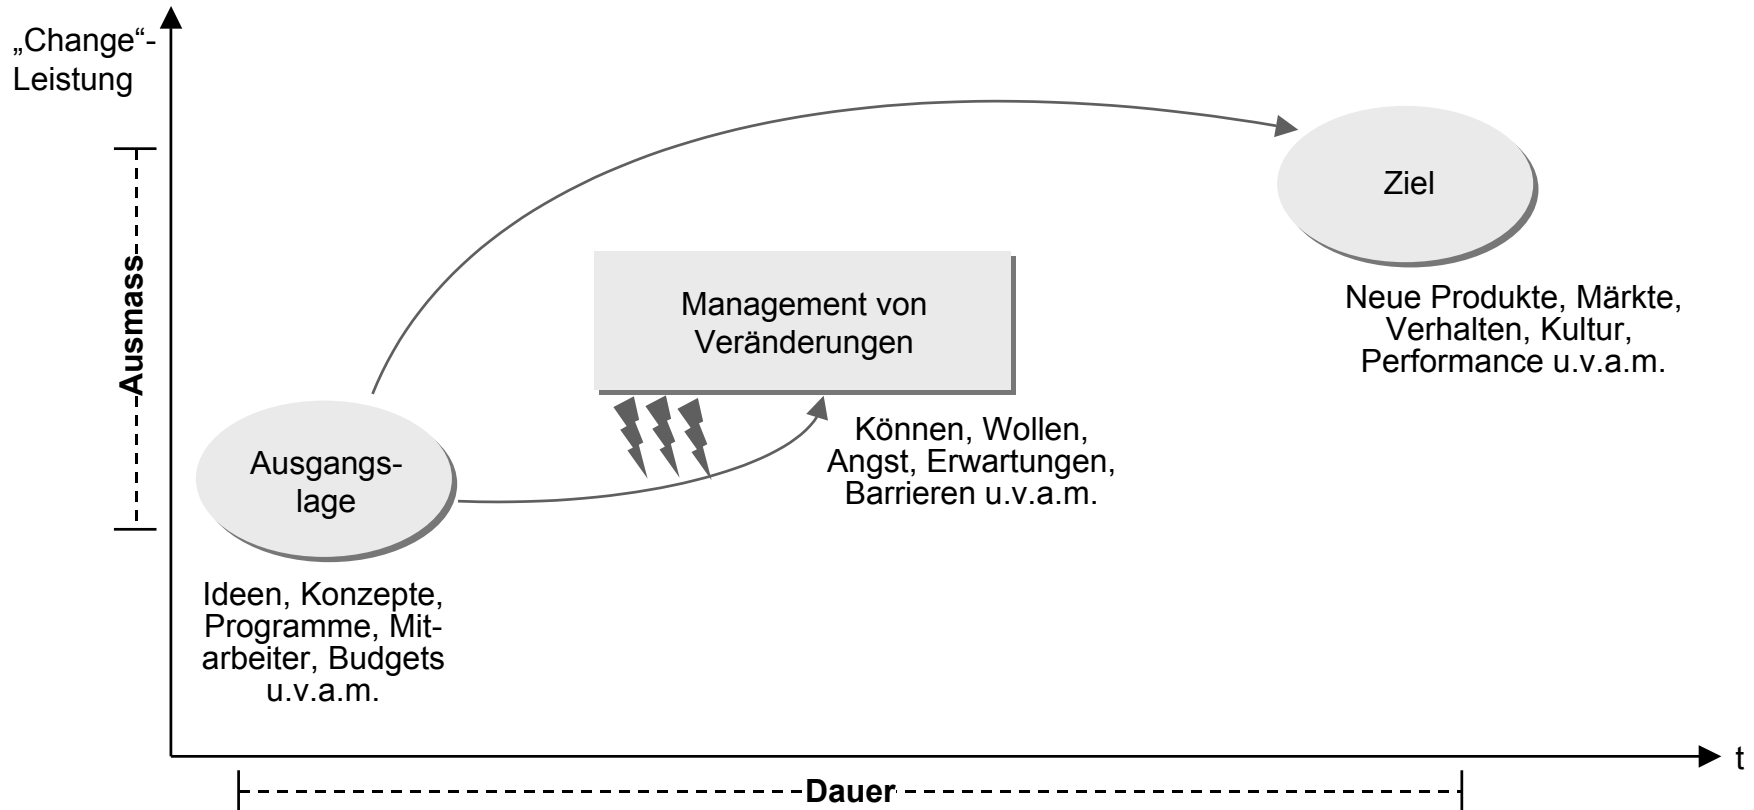 „Change“-
Leistung
Ausmass
Ziel
Neue Produkte, Märkte,
Verhalten, Kultur,
Performance u.v.a.m.
Management von
Veränderungen
Können, Wollen,
Angst, Erwartungen,
Barrieren u.v.a.m.
Ausgangs-
lage
Ideen, Konzepte,
Programme, Mit-
arbeiter, Budgets
u.v.a.m.
t
Dauer